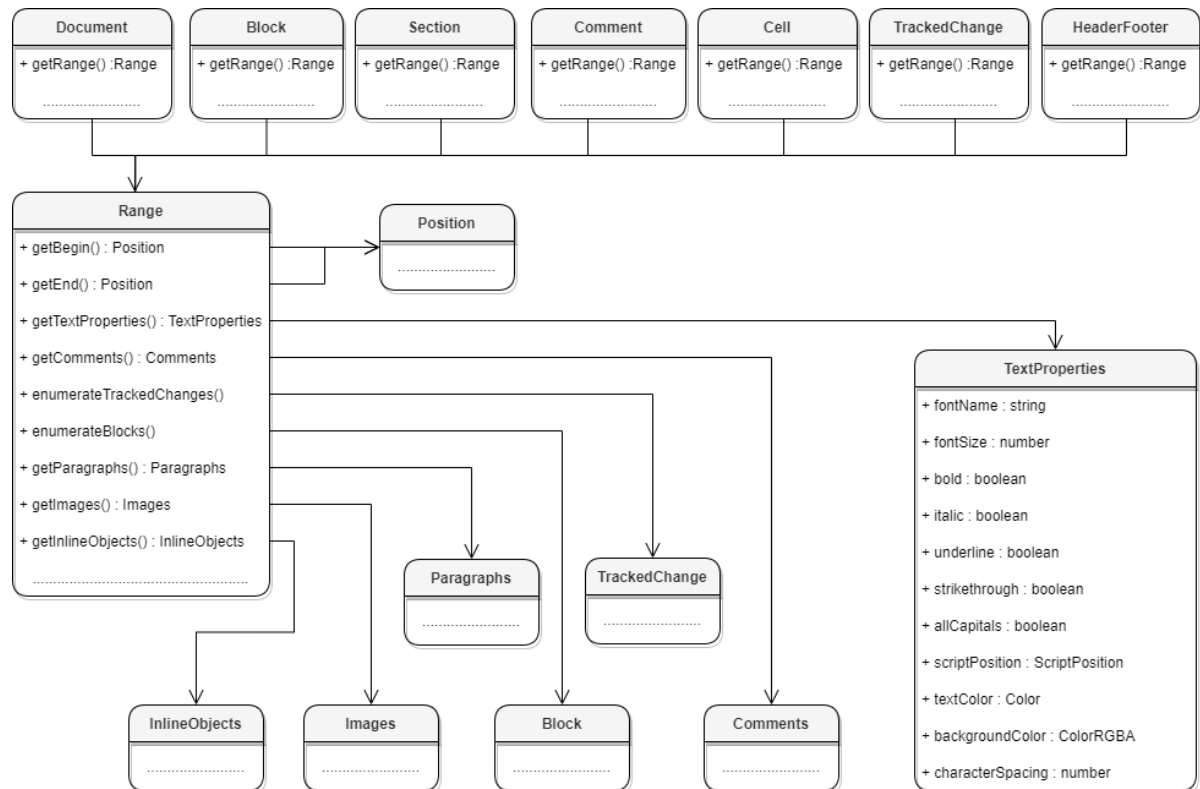 Document
+ getRange() :Range
........................
Block
+ getRange() :Range
........................
Section
+ getRange() :Range
........................
Comment
+ getRange() :Range
........................
Cell
+ getRange() :Range
........................
TrackedChange
+ getRange() :Range
........................
HeaderFooter
+ getRange() :Range
........................
Range
+ getBegin() : Position
+ getEnd() : Position
+ getTextProperties() : TextProperties
+ getComments() : Comments
+ enumerateTrackedChanges()
+ enumerateBlocks()
+ getParagraphs() : Paragraphs
+ getImages() : Images
+ getInlineObjects() : InlineObjects
.....................................................
Position
........................
TextProperties
+ fontName : string
+ fontSize : number
+ bold : boolean
+ italic : boolean
+ underline : boolean
+ strikethrough : boolean
+ allCapitals : boolean
+ scriptPosition : ScriptPosition
+ textColor : Color
+ backgroundColor : ColorRGBA
+ characterSpacing : number
Paragraphs
........................
TrackedChange
........................
InlineObjects
........................
Images
........................
Block
........................
Comments
........................